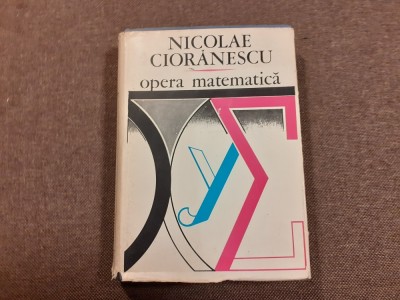 NICOLAE
CIORĂNESCU
opera matematică
y Σ